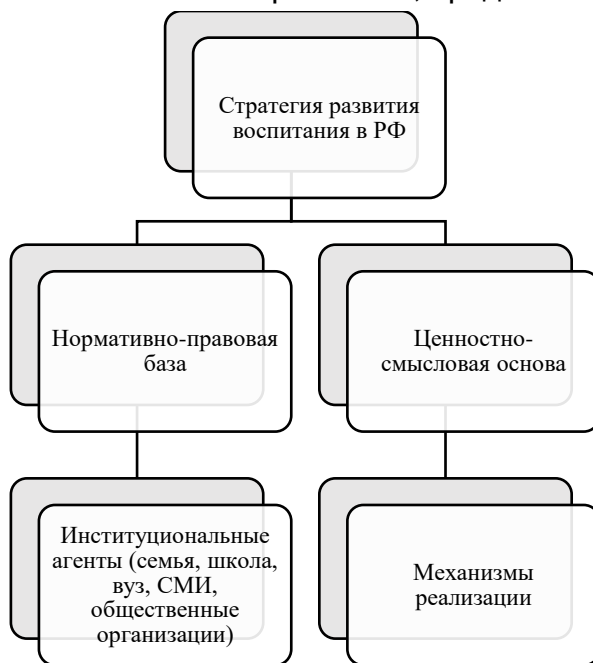 Стратегия развития
воспитания в РФ
Нормативно-правовая
база
Ценностно-
смысловая основа
Институциональные
агенты (семья, школа,
вуз, СМИ,
общественные
организации)
Механизмы
реализации